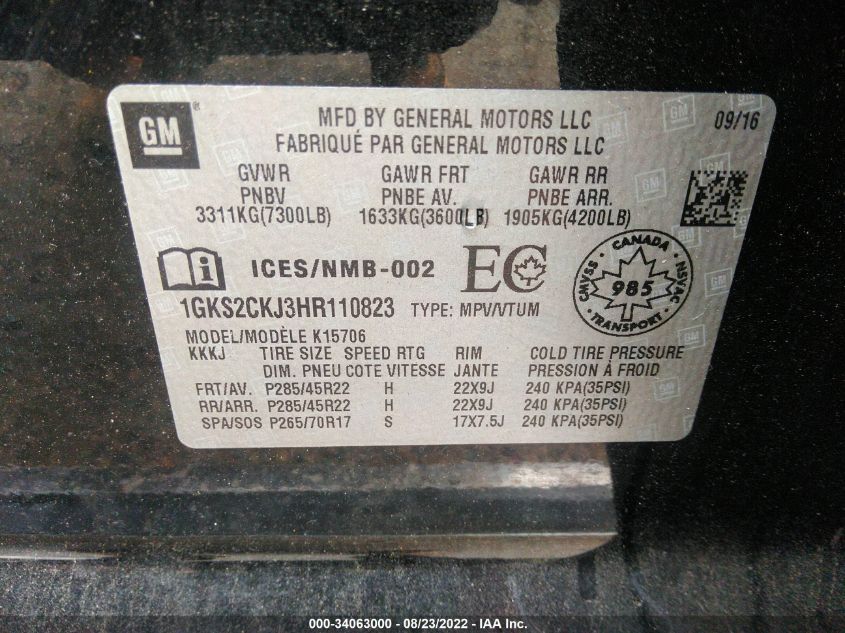 GM ®
MFD BY GENERAL MOTORS LLC
FABRIQUÉ PAR GENERAL MOTORS LLC
09/16
GVWR GAWR FRT GAWR RR
PNBV PNBE AV. PNBE ARR.
3311KG(7300LB) 1633KG(3600LB) 1905KG(4200LB)
ICES/NMB-002 EC
CANADA
CMVSS 985 NSVAC
TRANSPORT
1GKS2CKJ3HR110823 TYPE: MPV/VTUM
MODEL/MODÈLE K15706
KKKJ TIRE SIZE SPEED RTG RIM COLD TIRE PRESSURE
DIM. PNEU COTE VITESSE JANTE PRESSION À FROID
FRT/AV. P285/45R22 H 22X9J 240 KPA(35PSI)
RR/ARR. P285/45R22 H 22X9J 240 KPA(35PSI)
SPA/SOS P265/70R17 S 17X7.5J 240 KPA(35PSI)
000-34063000 - 08/23/2022 - IAA Inc.